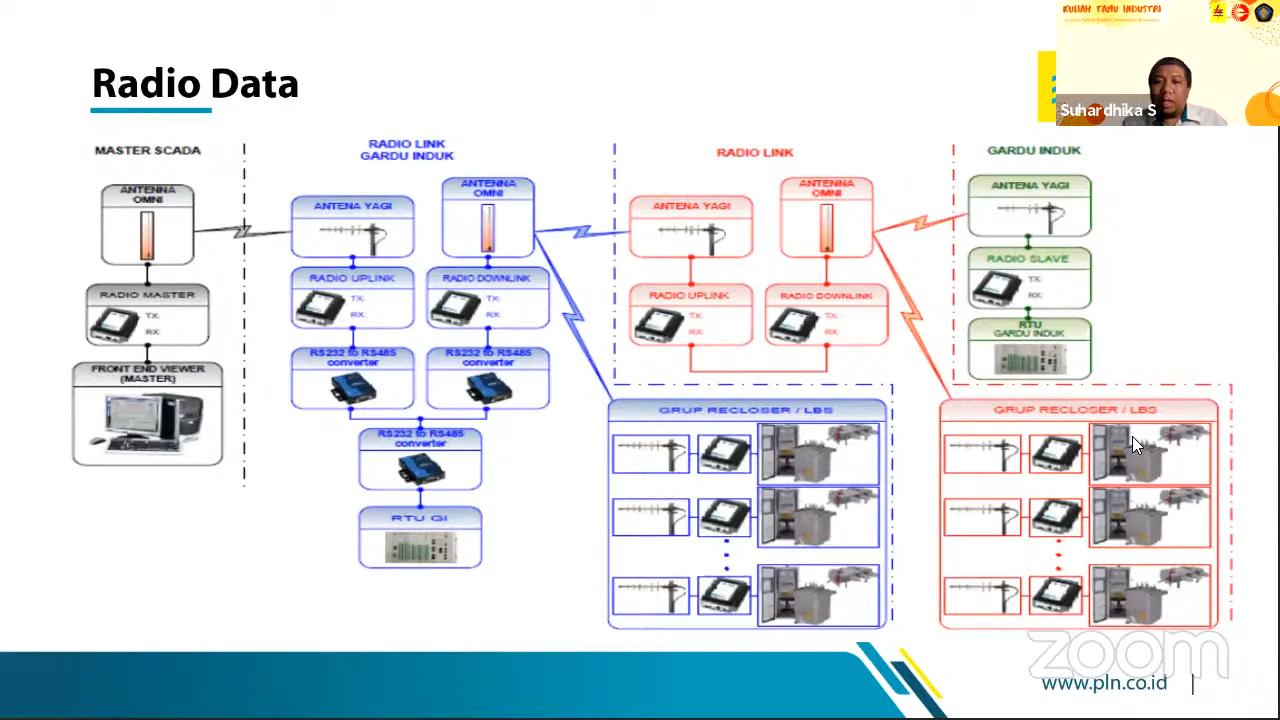 KULIAH TAMU INDUSTRI
Suhardhika S
Radio Data
MASTER SCADA
ANTENNA
OMNI
RADIO MASTER
TX:
RX:
FRONT END VIEWER
(MASTER)
RADIO LINK
GARDU INDUK
ANTENA YAGI
RADIO UPLINK
TX:
RX:
RS232 to RS485
converter
ANTENNA
OMNI
RADIO DOWNLINK
TX:
RX:
RS232 to RS485
converter
RS232 to RS485
converter
RTU GI
RADIO LINK
ANTENA YAGI
RADIO UPLINK
TX:
RX:
ANTENNA
OMNI
RADIO DOWNLINK
TX:
RX:
GRUP RECLOSER / LBS
GARDU INDUK
ANTENA YAGI
RADIO SLAVE
TX:
RX:
RTU
GARDU INDUK
GRUP RECLOSER / LBS
zoom
www.pln.co.id